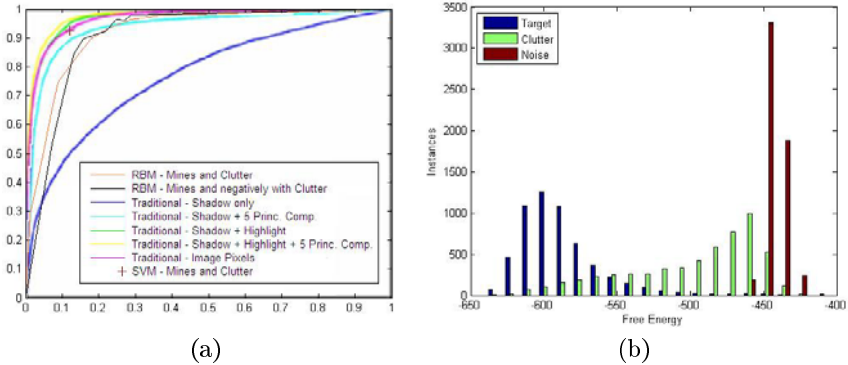 1
0.9
0.8
0.7
0.6
0.5
0.4
0.3
0.2
0.1
0
0 0.1 0.2 0.3 0.4 0.5 0.6 0.7 0.8 0.9 1
RBM - Mines and Clutter
RBM - Mines and negatively with Clutter
Traditional - Shadow only
Traditional - Shadow + 5 Princ. Comp.
Traditional - Shadow + Highlight
Traditional - Shadow + Highlight + 5 Princ. Comp.
Traditional - Image Pixels
SVM - Mines and Clutter
(a)
3500
3000
2500
2000
1500
1000
500
0
Instances
Target
Clutter
Noise
-650 -600 -550 -500 -450 -400
Free Energy
(b)